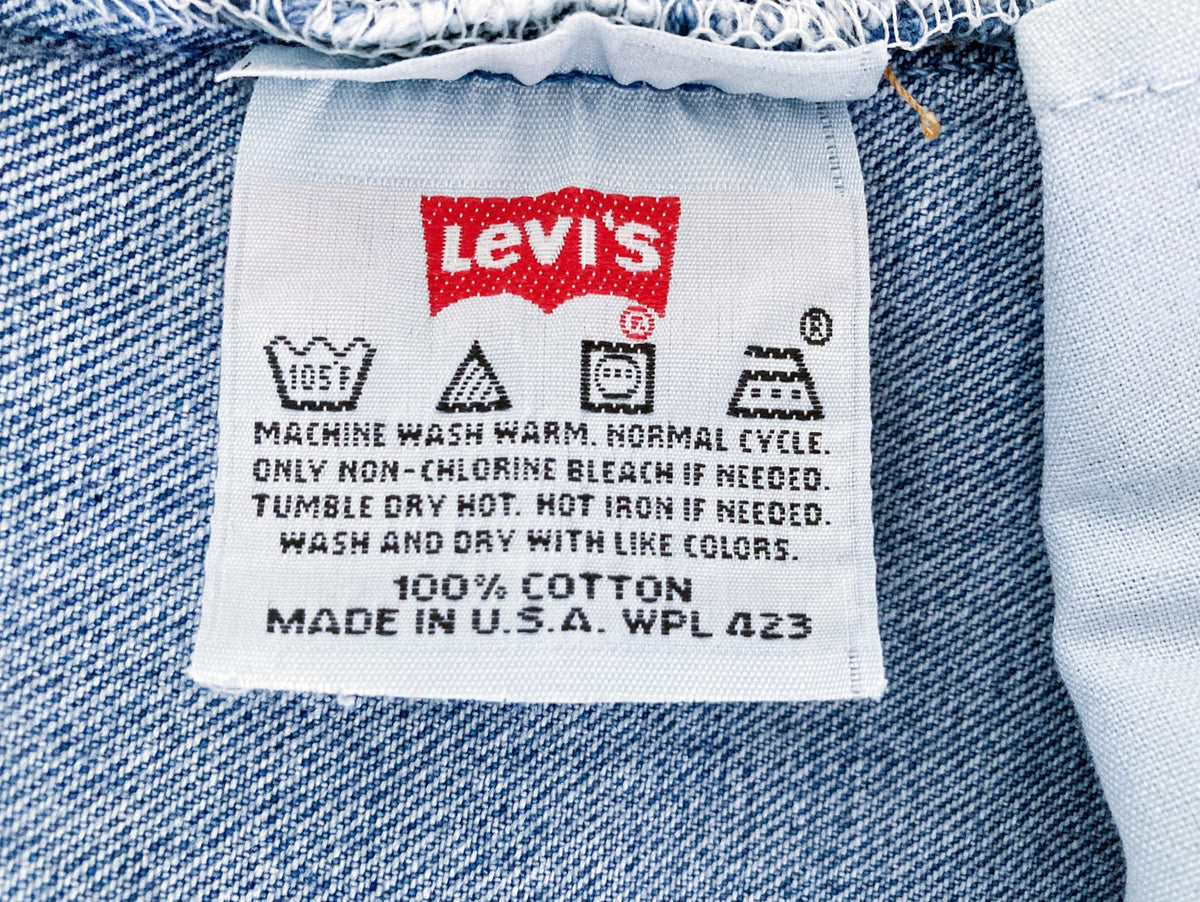 Levi's
®
®
105F
MACHINE WASH WARM. NORMAL CYCLE.
ONLY NON-CHLORINE BLEACH IF NEEDED.
TUMBLE DRY HOT. HOT IRON IF NEEDED.
WASH AND DRY WITH LIKE COLORS.
100% COTTON
MADE IN U.S.A. WPL 423